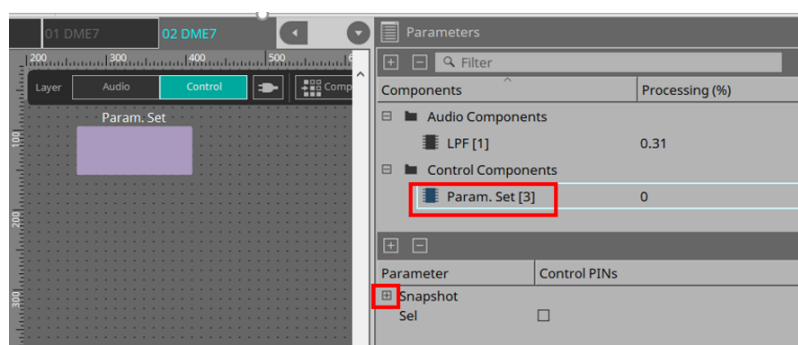 01 DME7
02 DME7
Parameters
200
300
400
500
6
Filter
Layer
Audio
Control
Comp
Components
Processing (%)
Param. Set
Audio Components
LPF [1]
0.31
100
Control Components
Param. Set [3]
0
200
Parameter
Control PINs
Snapshot
300
Sel